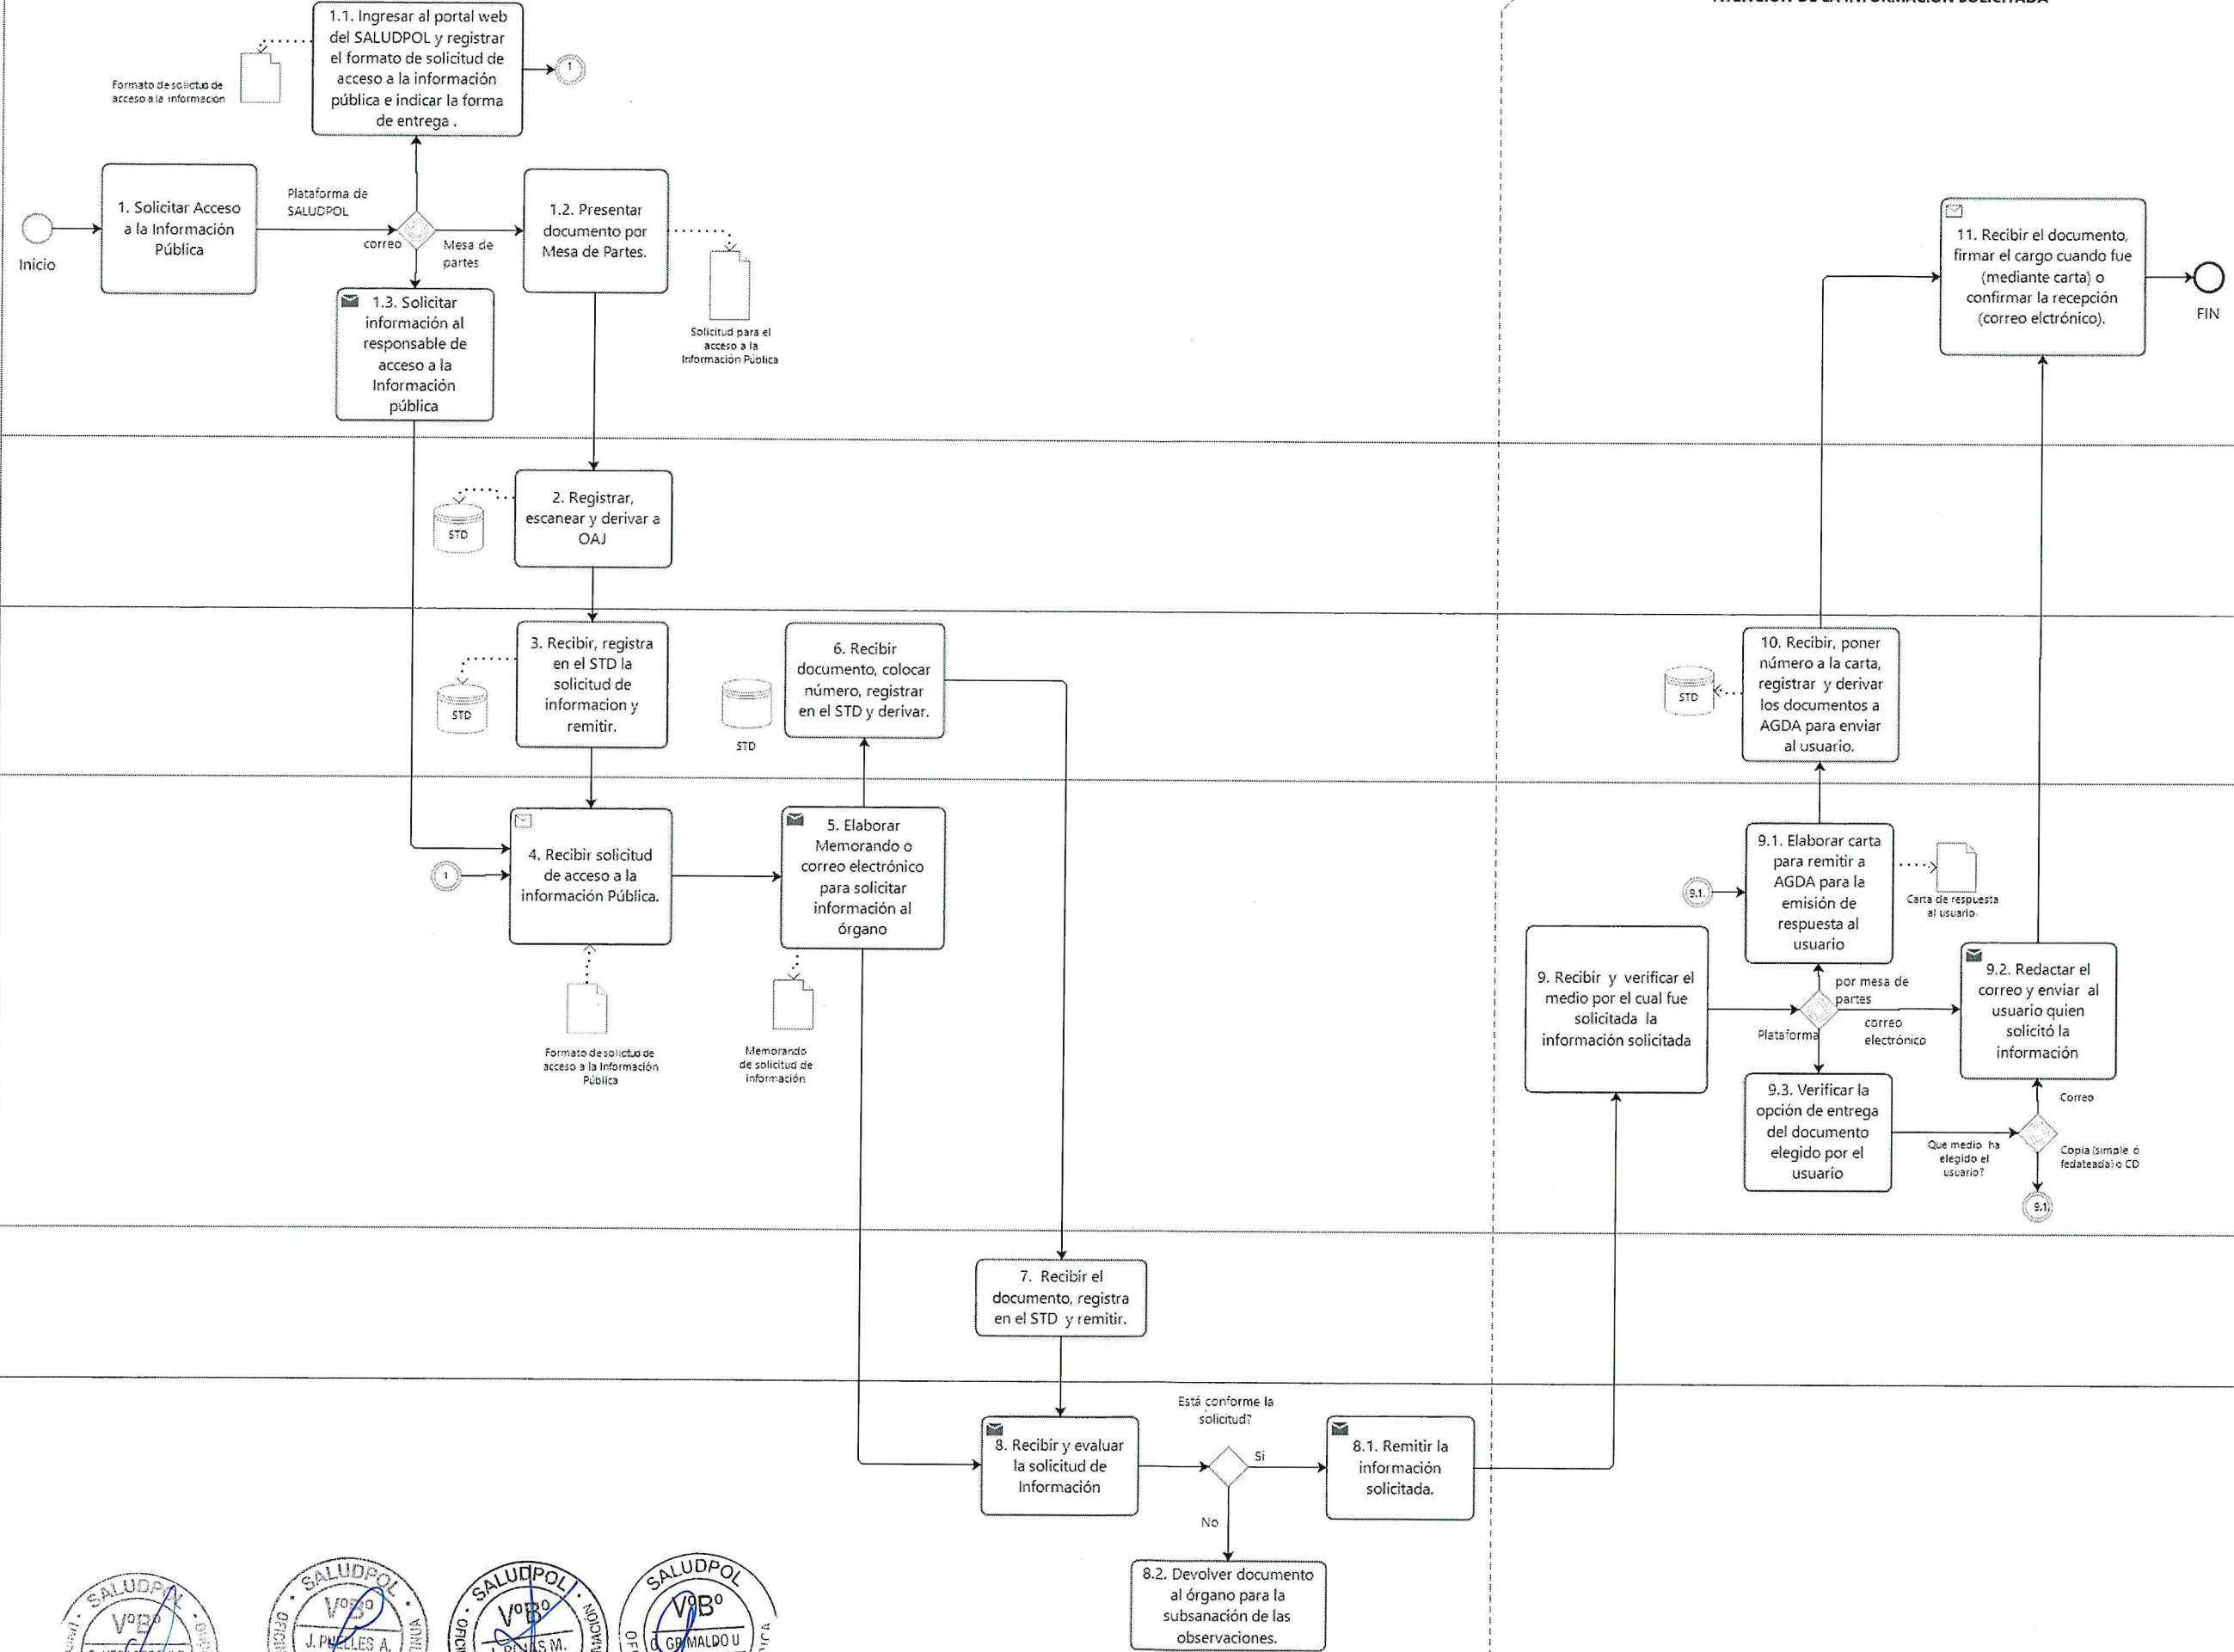 1.1. Ingresar al portal web
del SALUDPOL y registrar
el formato de solicitud de
acceso a la información
pública e indicar la forma
de entrega .
Formato de solictud de
acceso a la información
1
Inicio
1. Solicitar Acceso
a la Información
Pública
Plataforma de
SALUDPOL
correo
Mesa de
partes
1.2. Presentar
documento por
Mesa de Partes.
Solicitud para el
acceso a la
Información Pública
1.3. Solicitar
información al
responsable de
acceso a la
Información
pública
11. Recibir el documento,
firmar el cargo cuando fue
(mediante carta) o
confirmar la recepción
(correo elctrónico).
FIN
2. Registrar,
escanear y derivar a
OAJ
STD
3. Recibir, registra
en el STD la
solicitud de
informacion y
remitir.
STD
6. Recibir
documento, colocar
número, registrar
en el STD y derivar.
STD
10. Recibir, poner
número a la carta,
registrar y derivar
los documentos a
AGDA para enviar
al usuario.
STD
1
4. Recibir solicitud
de acceso a la
información Pública.
Formato de solictud de
acceso a la Información
Pública
5. Elaborar
Memorando o
correo electrónico
para solicitar
información al
órgano
Memorando
de solicitud de
información
9. Recibir y verificar el
medio por el cual fue
solicitada la
información solicitada
9.1.
9.1. Elaborar carta
para remitir a
AGDA para la
emisión de
respuesta al
usuario
Carta de respuesta
al usuario
por mesa de
partes
correo
electrónico
Plataforma
9.2. Redactar el
correo y enviar al
usuario quien
solicitó la
información
9.3. Verificar la
opción de entrega
del documento
elegido por el
usuario
Que medio ha
elegido el
usuario?
Correo
Copia (simple ó
fedateada) o CD
9.1.
7. Recibir el
documento, registra
en el STD y remitir.
8. Recibir y evaluar
la solicitud de
Información
Está conforme la
solicitud?
Si
No
8.1. Remitir la
información
solicitada.
8.2. Devolver documento
al órgano para la
subsanación de las
observaciones.
SALUDPOL
VºBº
SALUDPOL
VºBº
J. PUELLES A.
SALUDPOL
VºBº
SALUDPOL
VºBº
GRIMALDO U